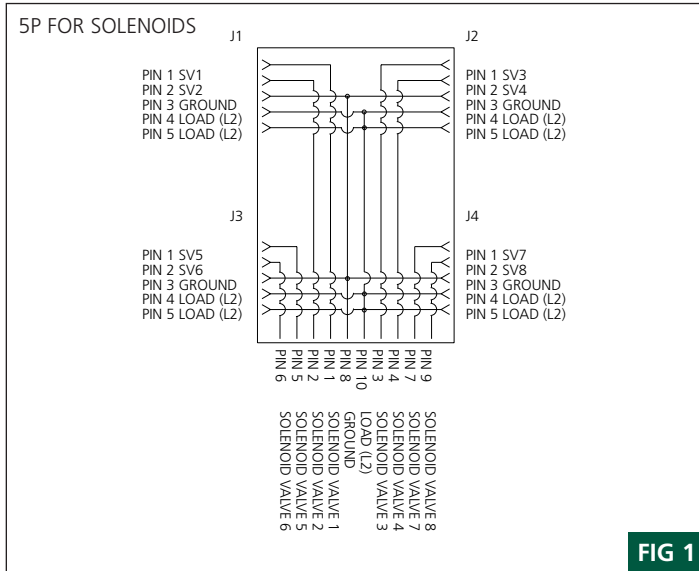 5P FOR SOLENOIDS
J1
PIN 1 SV1
PIN 2 SV2
PIN 3 GROUND
PIN 4 LOAD (L2)
PIN 5 LOAD (L2)
J2
PIN 1 SV3
PIN 2 SV4
PIN 3 GROUND
PIN 4 LOAD (L2)
PIN 5 LOAD (L2)
J3
PIN 1 SV5
PIN 2 SV6
PIN 3 GROUND
PIN 4 LOAD (L2)
PIN 5 LOAD (L2)
J4
PIN 1 SV7
PIN 2 SV8
PIN 3 GROUND
PIN 4 LOAD (L2)
PIN 5 LOAD (L2)
PIN 6
PIN 5
PIN 2
PIN 1
PIN 8
PIN 10
PIN 3
PIN 4
PIN 7
PIN 9
SOLENOID VALVE 6
SOLENOID VALVE 5
SOLENOID VALVE 2
SOLENOID VALVE 1
GROUND
LOAD (L2)
SOLENOID VALVE 3
SOLENOID VALVE 4
SOLENOID VALVE 7
SOLENOID VALVE 8
FIG 1